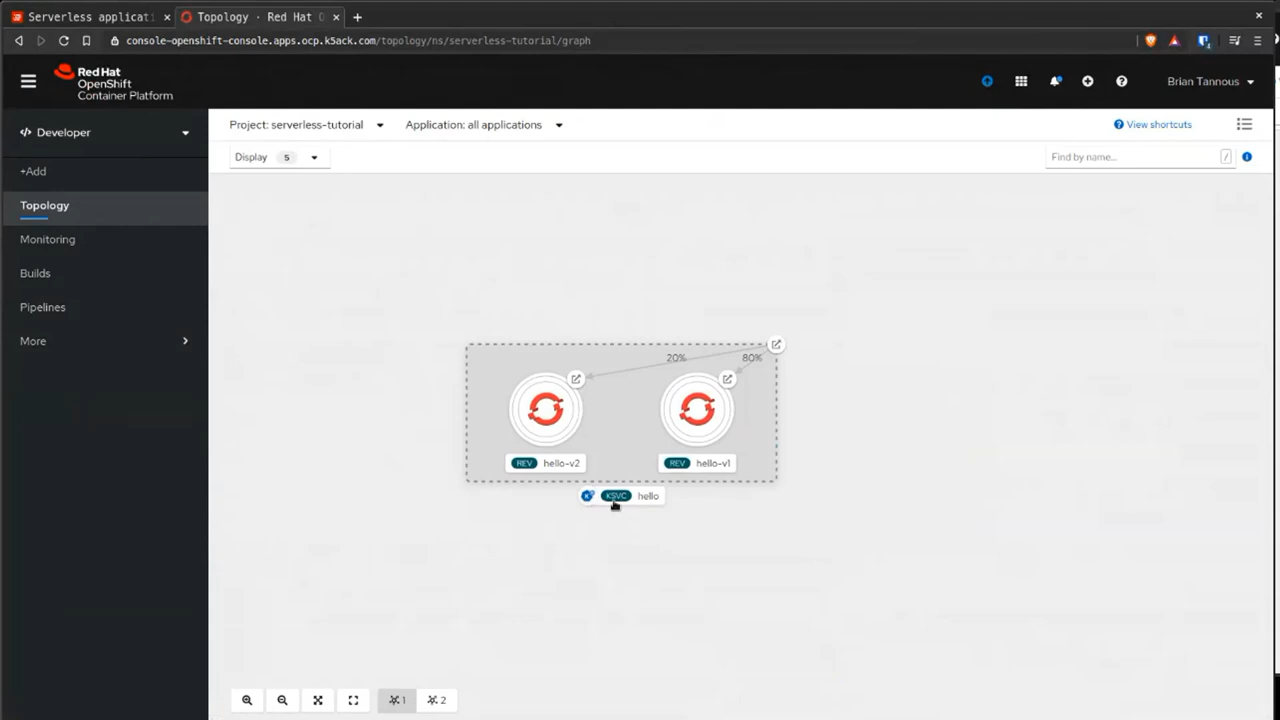 Serverless applicati
Topology · Red Hat O
console-openshift-console.apps.ocp.k5ack.com/topology/ns/serverless-tutorial/graph
Red Hat
OpenShift
Container Platform
Brian Tannous
Developer
Project: serverless-tutorial
Application: all applications
View shortcuts
Display 5
Find by name...
/
+Add
Topology
Monitoring
Builds
Pipelines
More
20%
80%
REV hello-v2
REV hello-v1
KSVC hello
1
2